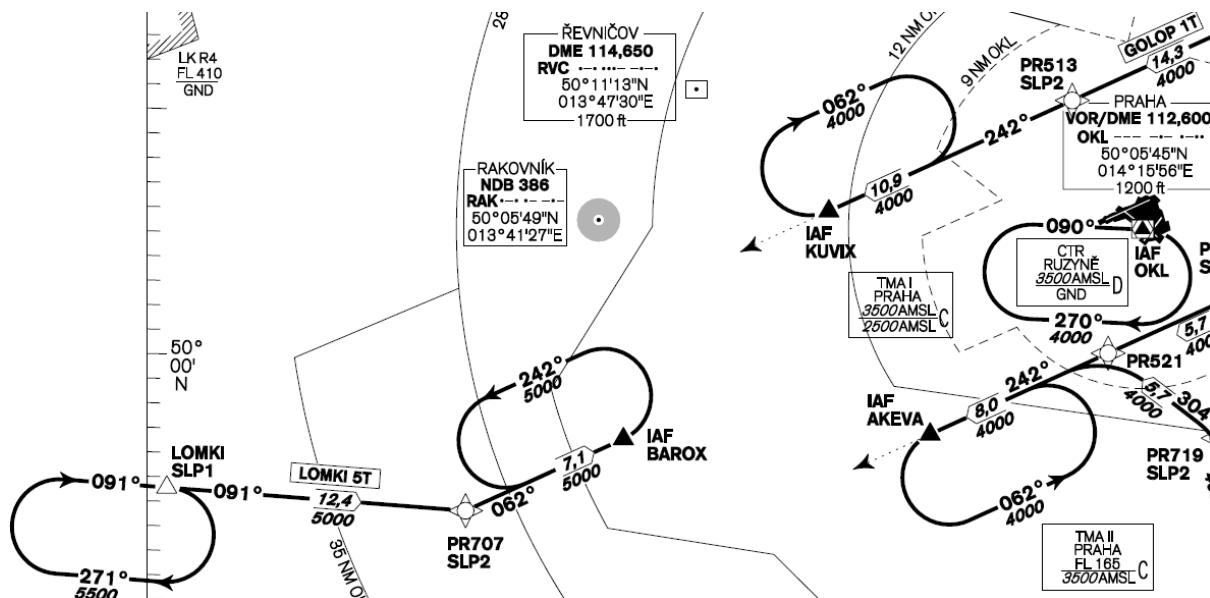 LK R4
FL 410
GND
28
ŘEVNIČOV
DME 114,650
RVC
50°11'13"N
013°47'30"E
1700 ft
RAKOVNÍK
NDB 386
RAK
50°05'49"N
013°41'27"E
12 NM
9 NM OKL
GOLOP 1T
14,3
4000
PR513
SLP2
242°
062°
4000
10,9
4000
IAF
KUVIX
PRAHA
VOR/DME 112,600
OKL
50°05'45"N
014°15'56"E
1200 ft
090°
IAF
OKL
CTR
RUZYNĚ
3500AMSL
GND
D
270°
4000
TMA I
PRAHA
3500AMSL
2500AMSL
C
5,7
PR521
50°
00'
N
242°
5000
242°
8,0
4000
IAF
AKEVA
5,7
4000
304
PR719
SLP2
062°
4000
IAF
BAROX
7,1
5000
062°
LOMKI
SLP1
091°
091°
LOMKI 5T
12,4
5000
PR707
SLP2
271°
5500
35 NM
TMA II
PRAHA
FL 165
3500AMSL
C